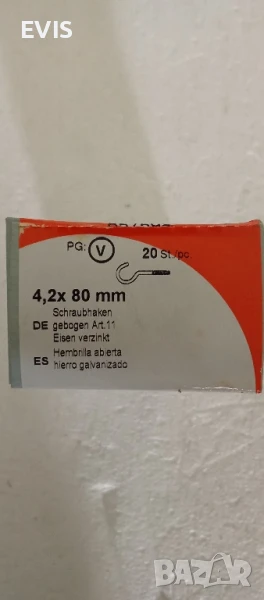 EVIS
PG: V 20 St./pc.
4,2x 80 mm
Schraubhaken
DE gebogen Art.11
Eisen verzinkt
ES Hembrilla abierta
hierro galvanizado
BAZAR